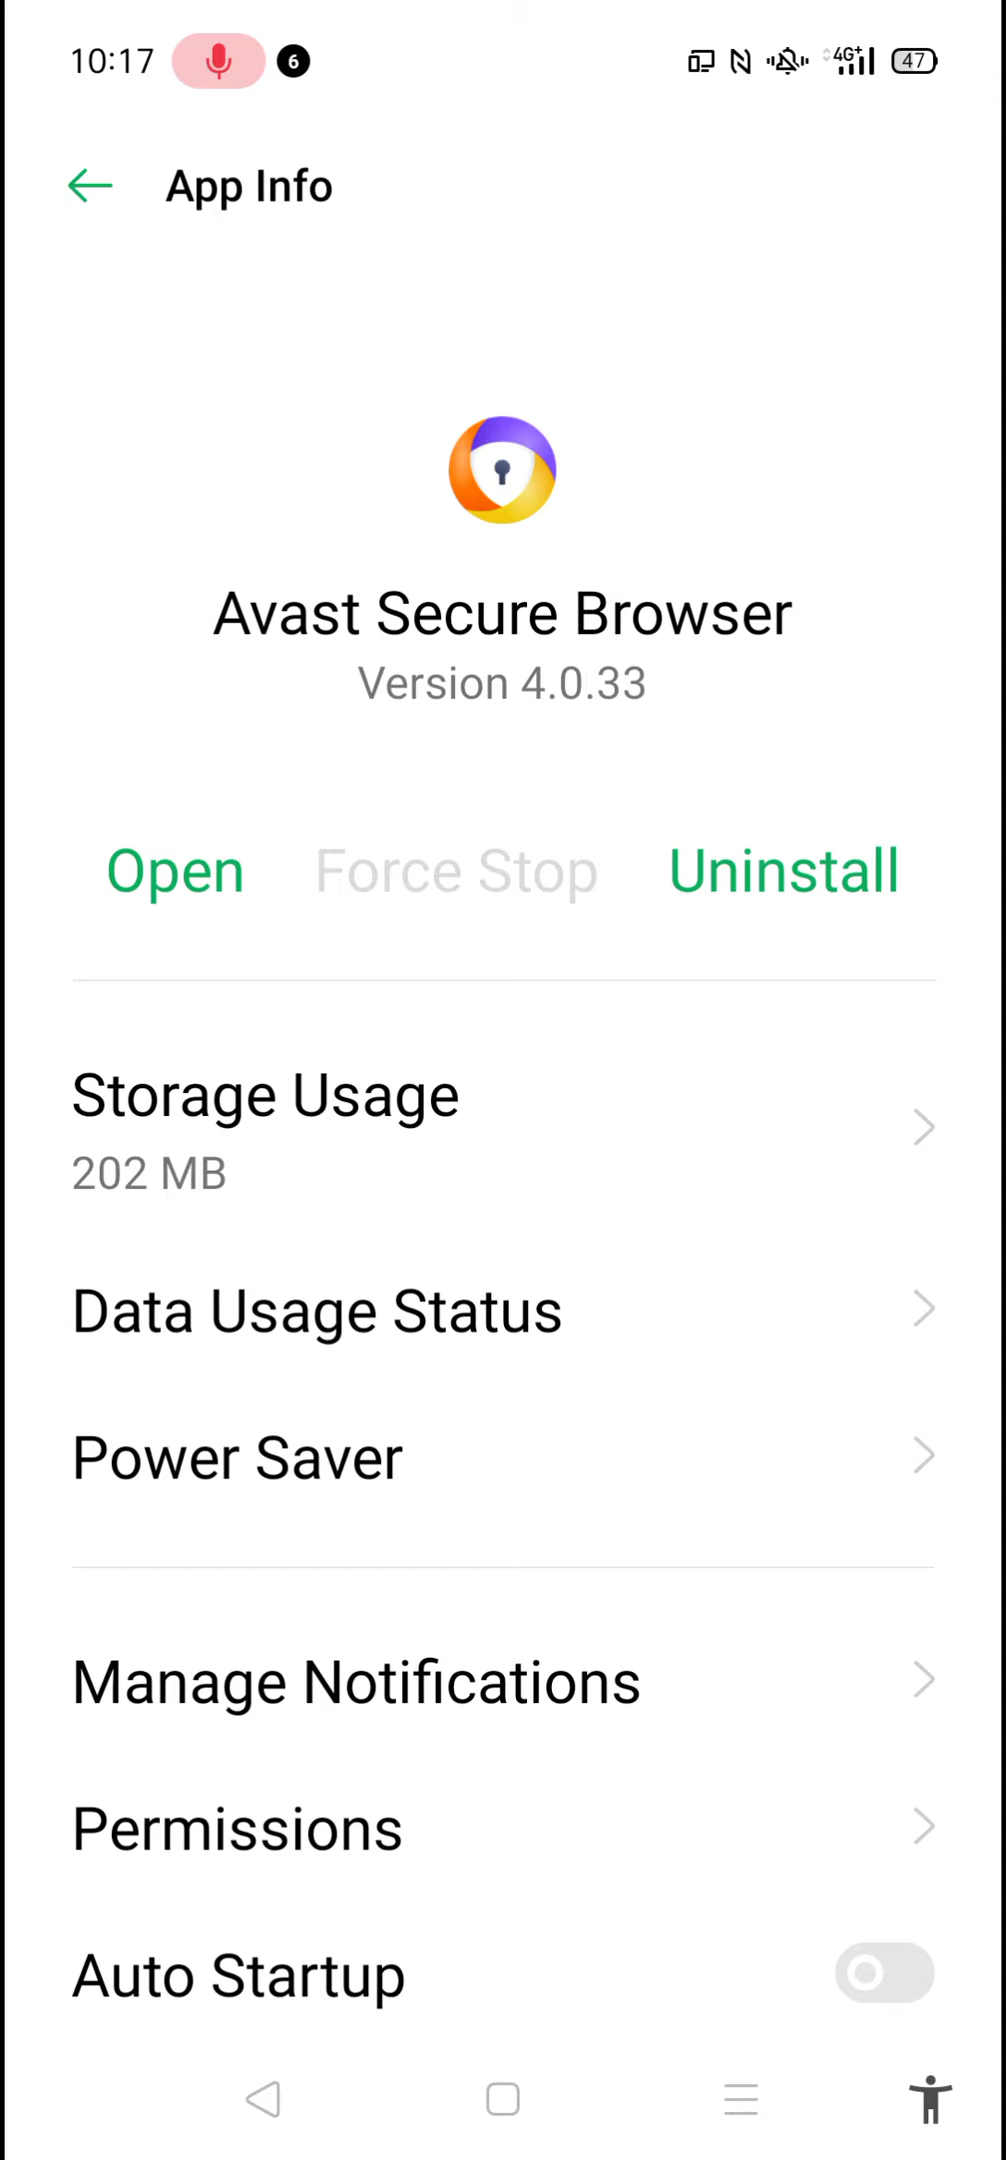 10:17 6 4G+ 47
App Info
Avast Secure Browser
Version 4.0.33
Open Force Stop Uninstall
Storage Usage
202 MB
Data Usage Status
Power Saver
Manage Notifications
Permissions
Auto Startup